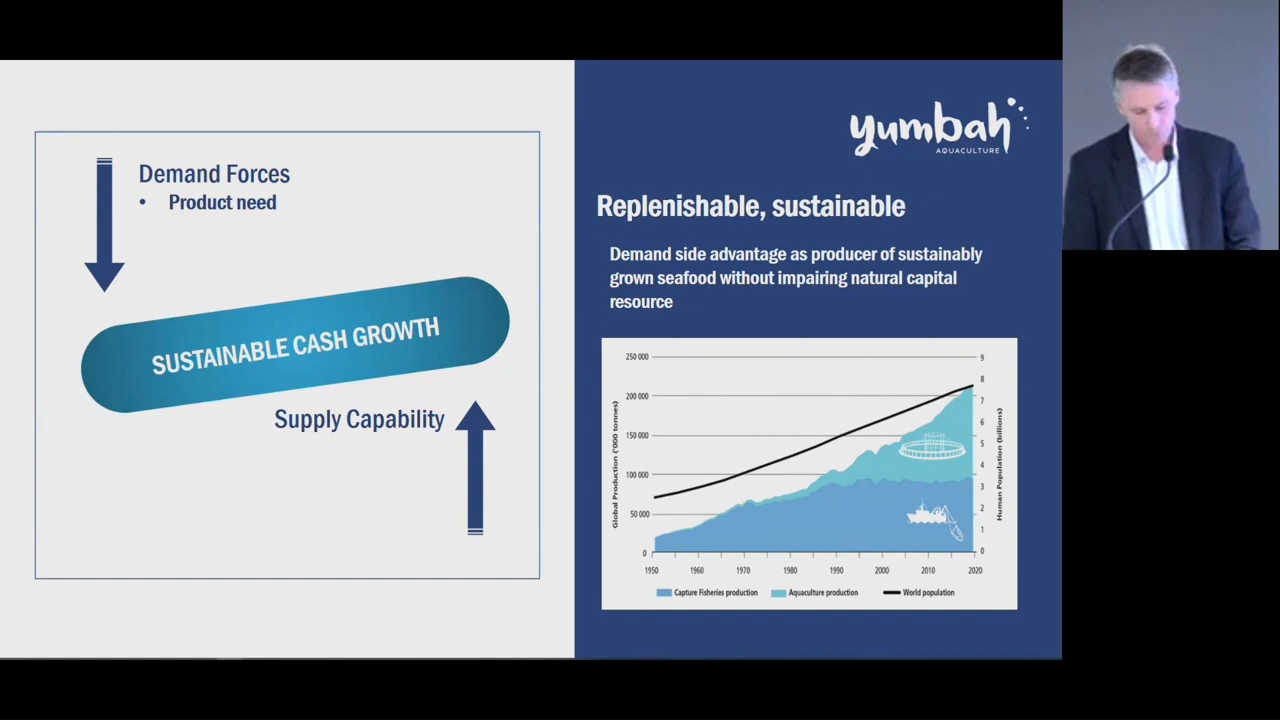 Demand Forces
• Product need
SUSTAINABLE CASH GROWTH
Supply Capability
yumbah
AQUACULTURE
Replenishable, sustainable
Demand side advantage as producer of sustainably
grown seafood without impairing natural capital
resource
250 000
200 000
150 000
100 000
50 000
0
Global Production ('000 tonnes)
9
8
7
6
5
4
3
2
1
0
Human Population (billions)
1950 1960 1970 1980 1990 2000 2010 2020
Capture Fisheries production Aquaculture production World population